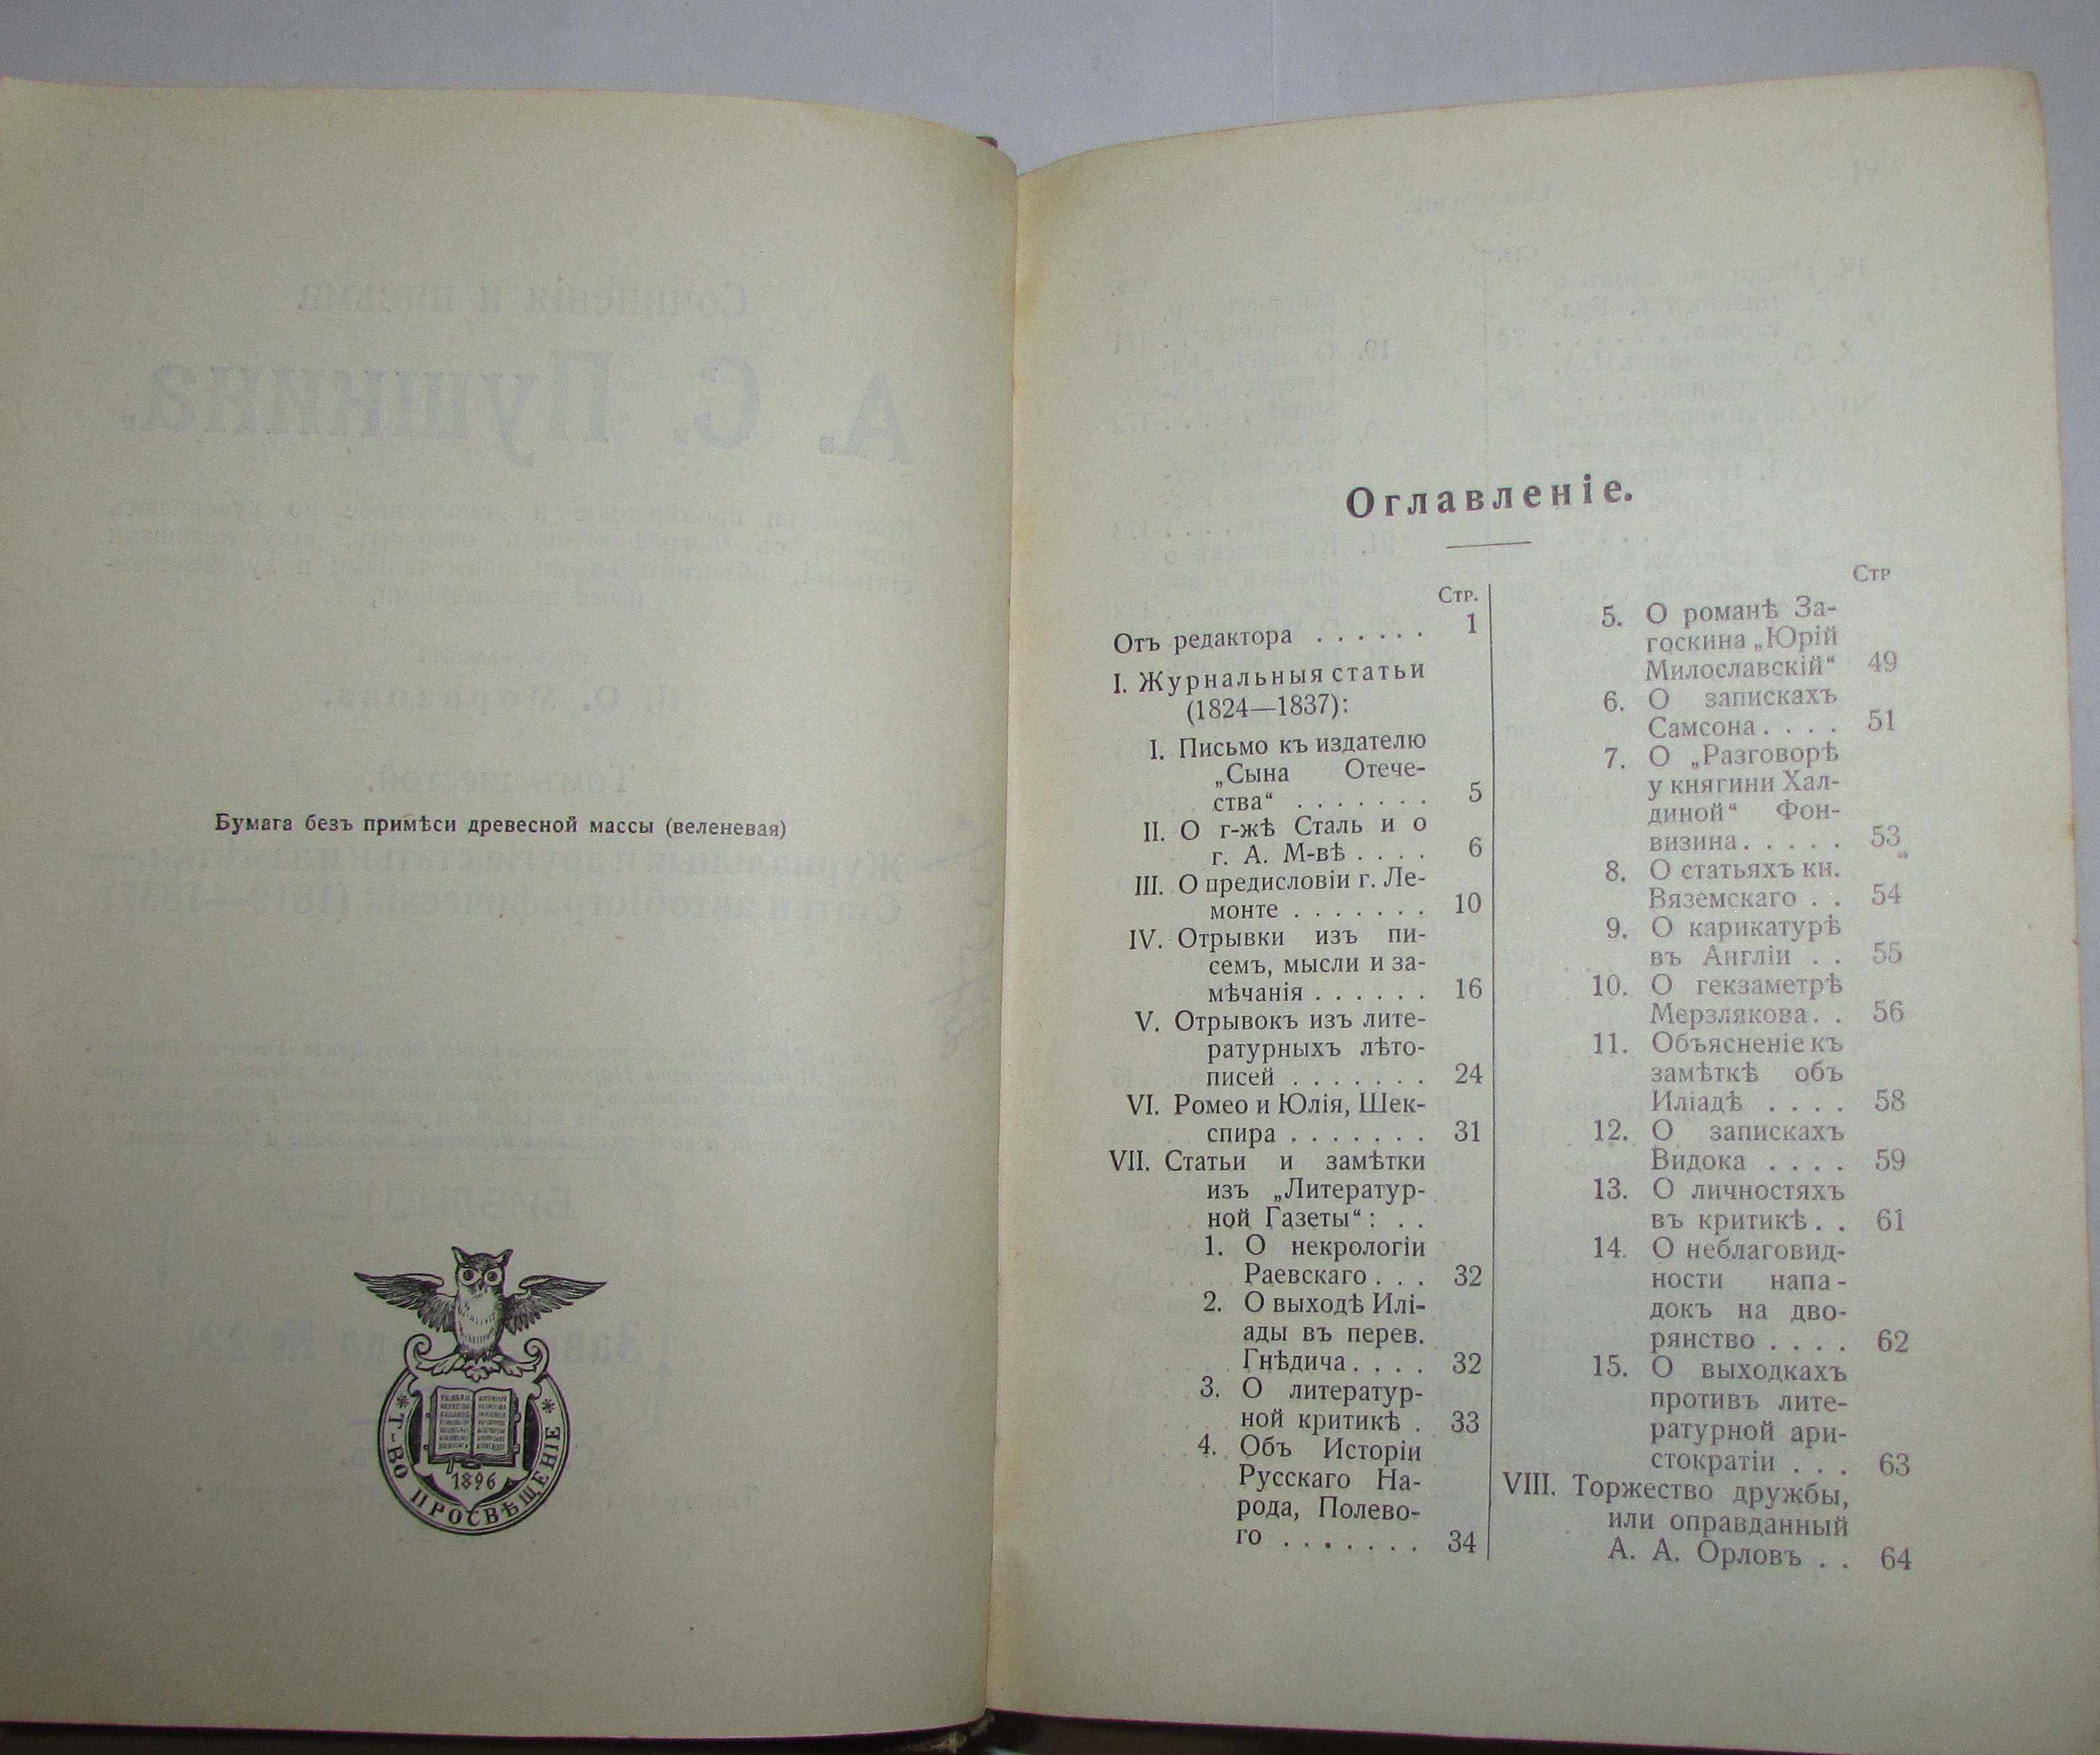 Бумага безъ примѣси древесной массы (веленевая)
Т-ВО ПРОСВѢЩЕНІЕ
1896
Оглавленіе.
Стр.
Отъ редактора . . . . . . 1
I. Журнальныя статьи
(1824—1837):
I. Письмо къ издателю
„Сына Отече-
ства“ . . . . . . . 5
II. О г-жѣ Сталь и о
г. А. М-вѣ . . . . 6
III. О предисловіи г. Ле-
монте . . . . . . . 10
IV. Отрывки изъ пи-
семъ, мысли и за-
мѣчанія . . . . . . 16
V. Отрывокъ изъ лите-
ратурныхъ лѣто-
писей . . . . . . . 24
VI. Ромео и Юлія, Шек-
спира . . . . . . . 31
VII. Статьи и замѣтки
изъ „Литератур-
ной Газеты“: . .
1. О некрологіи
Раевскаго . . . 32
2. О выходѣ Илі-
ады въ перев.
Гнѣдича . . . . 32
3. О литератур-
ной критикѣ . 33
4. Объ Исторіи
Русскаго На-
рода, Полево-
го . . . . . . . 34
Стр
5. О романѣ За-
госкина „Юрій
Милославскій“ 49
6. О запискахъ
Самсона . . . . 51
7. О „Разговорѣ
у княгини Хал-
диной“ Фон-
визина . . . . . 53
8. О статьяхъ кн.
Вяземскаго . . 54
9. О карикатурѣ
въ Англіи . . 55
10. О гекзаметрѣ
Мерзлякова . . 56
11. Объясненіе къ
замѣткѣ объ
Иліадѣ . . . . 58
12. О запискахъ
Видока . . . . 59
13. О личностяхъ
въ критикѣ . . 61
14. О неблаговид-
ности напа-
докъ на дво-
рянство . . . . 62
15. О выходкахъ
противъ лите-
ратурной ари-
стократіи . . . 63
VIII. Торжество дружбы,
или оправданный
А. А. Орловъ . . 64